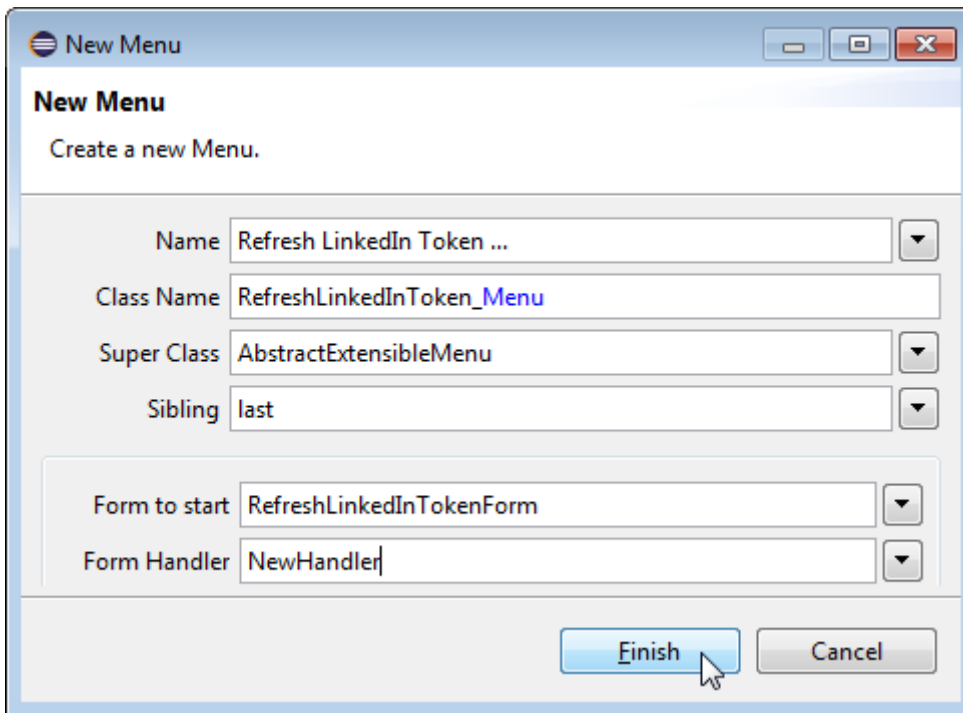 New Menu
New Menu
Create a new Menu.
Name Refresh LinkedIn Token ...
Class Name RefreshLinkedInToken_Menu
Super Class AbstractExtensibleMenu
Sibling last
Form to start RefreshLinkedInTokenForm
Form Handler NewHandler
Finish Cancel